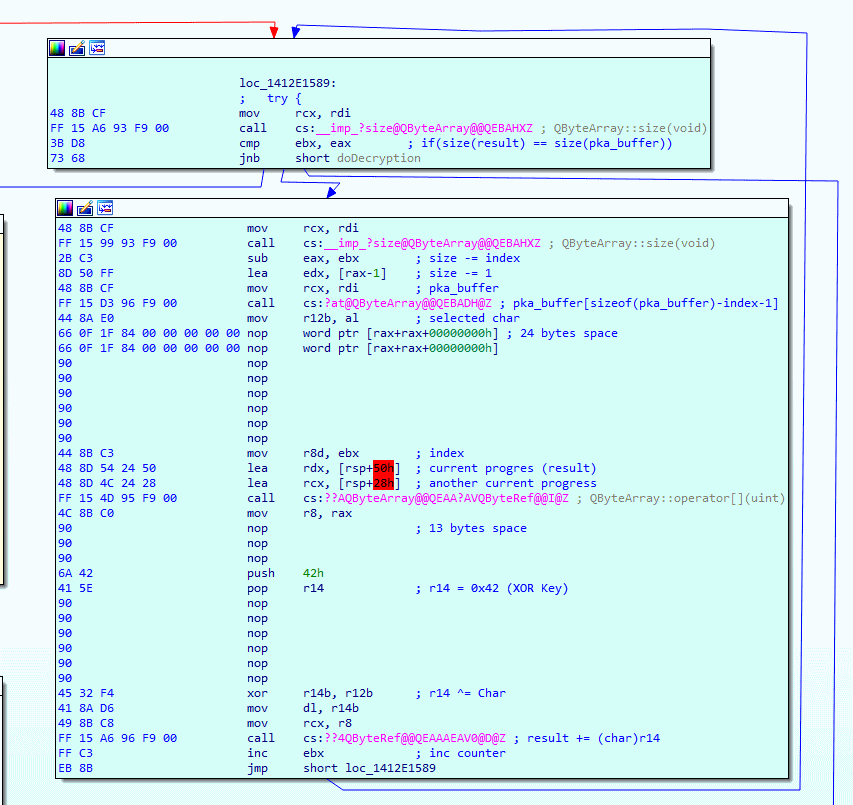 loc_1412E1589:
; try {
48 8B CF mov rcx, rdi
FF 15 A6 93 F9 00 call cs:__imp_?size@QByteArray@@QEBAHXZ ; QByteArray::size(void)
3B D8 cmp ebx, eax ; if(size(result) == size(pka_buffer))
73 68 jnb short doDecryption
48 8B CF mov rcx, rdi
FF 15 99 93 F9 00 call cs:__imp_?size@QByteArray@@QEBAHXZ ; QByteArray::size(void)
2B C3 sub eax, ebx ; size -= index
8D 50 FF lea edx, [rax-1] ; size -= 1
48 8B CF mov rcx, rdi ; pka_buffer
FF 15 D3 96 F9 00 call cs:?at@QByteArray@@QEBADH@Z ; pka_buffer[sizeof(pka_buffer)-index-1]
44 8A E0 mov r12b, al ; selected char
66 0F 1F 84 00 00 00 00 00 nop word ptr [rax+rax+00000000h] ; 24 bytes space
66 0F 1F 84 00 00 00 00 00 nop word ptr [rax+rax+00000000h]
90 nop
90 nop
90 nop
90 nop
90 nop
90 nop
44 8B C3 mov r8d, ebx ; index
48 8D 54 24 50 lea rdx, [rsp+50h] ; current progres (result)
48 8D 4C 24 28 lea rcx, [rsp+28h] ; another current progress
FF 15 4D 95 F9 00 call cs:??AQByteArray@@QEAA?AVQByteRef@@I@Z ; QByteArray::operator[](uint)
4C 8B C0 mov r8, rax
90 nop ; 13 bytes space
90 nop
90 nop
6A 42 push 42h
41 5E pop r14 ; r14 = 0x42 (XOR Key)
90 nop
90 nop
90 nop
90 nop
90 nop
90 nop
45 32 F4 xor r14b, r12b ; r14 ^= Char
41 8A D6 mov dl, r14b
49 8B C8 mov rcx, r8
FF 15 A6 96 F9 00 call cs:??4QByteRef@@QEAAAEAV0@D@Z ; result += (char)r14
FF C3 inc ebx ; inc counter
EB 8B jmp short loc_1412E1589